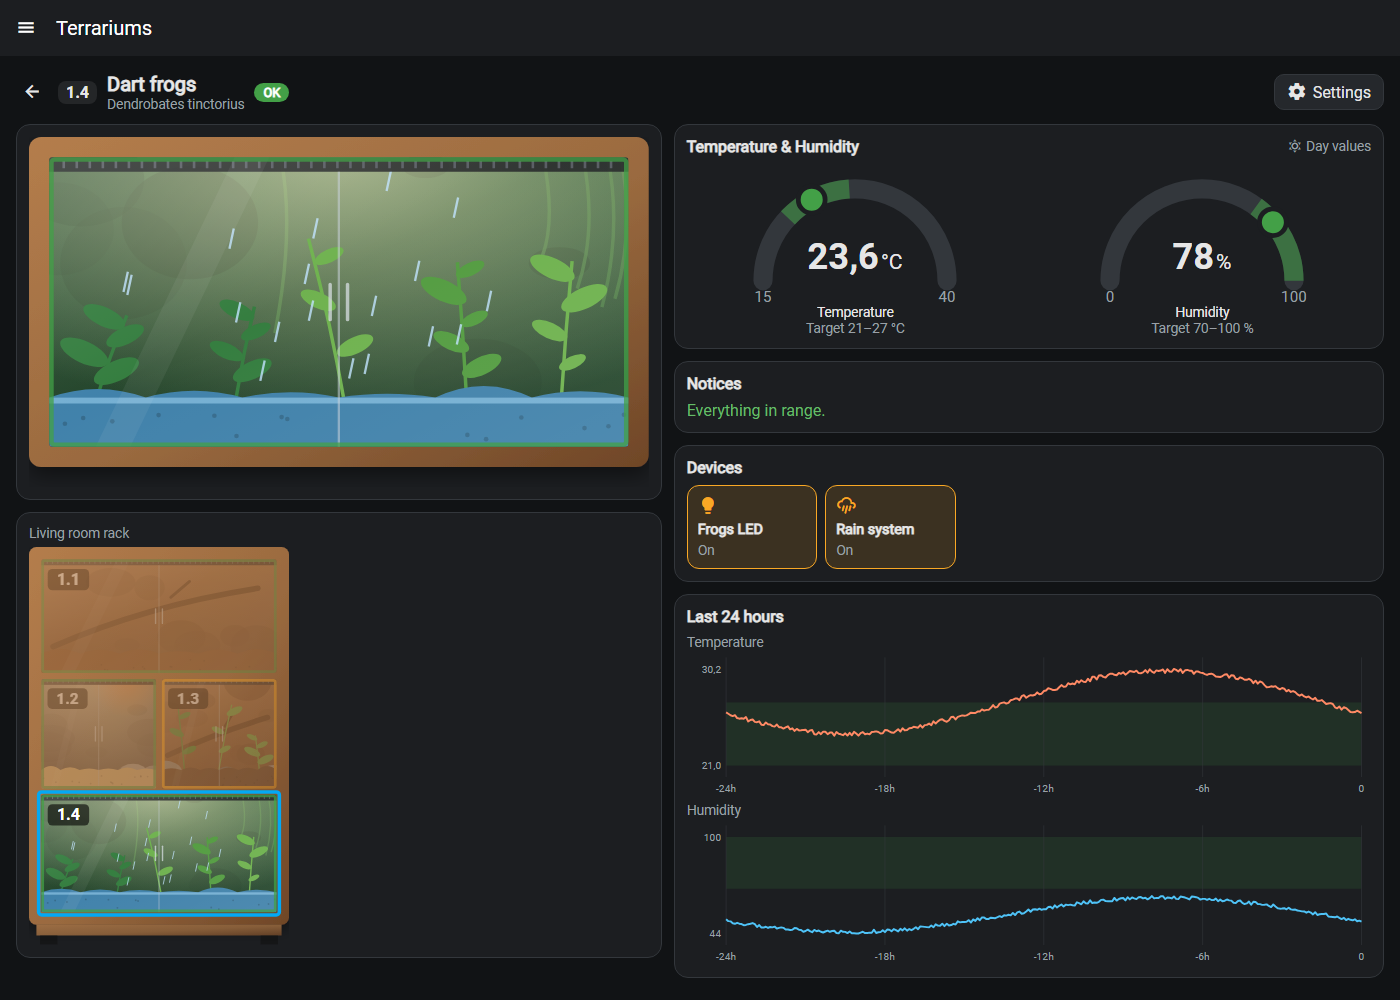 Terrariums
1.4
Dart frogs
Dendrobates tinctorius
OK
Settings
Living room rack
1.1
1.2
1.3
1.4
Temperature & Humidity
Day values
23,6 °C
15
40
Temperature
Target 21–27 °C
78 %
0
100
Humidity
Target 70–100 %
Notices
Everything in range.
Devices
Frogs LED
On
Rain system
On
Last 24 hours
Temperature
30,2
21,0
-24h -18h -12h -6h 0
Humidity
100
44
-24h -18h -12h -6h 0